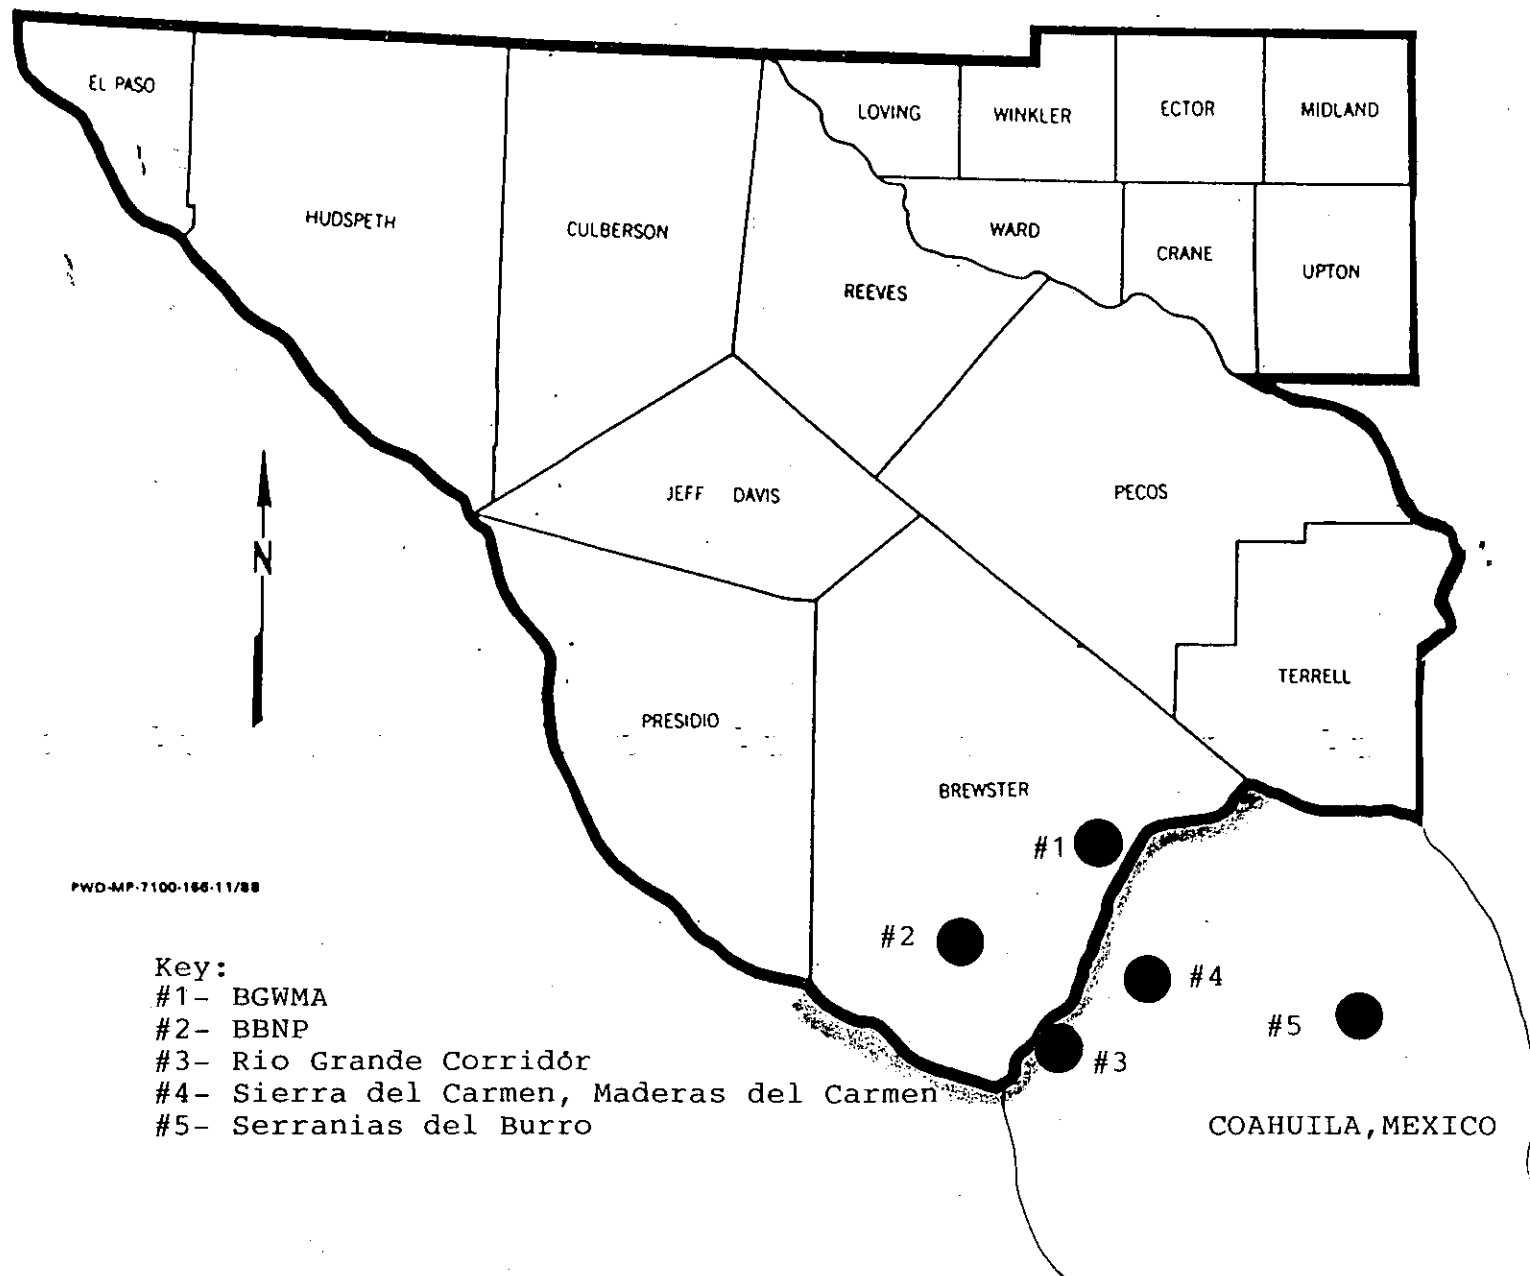 EL PASO
LOVING
WINKLER
ECTOR
MIDLAND
HUDSPETH
CULBERSON
WARD
CRANE
UPTON
REEVES
JEFF DAVIS
PECOS
N
TERRELL
PRESIDIO
BREWSTER
#1
PWD-MP-7100-166-11/88
#2
#4
#5
#3
Key:
#1- BGWMA
#2- BBNP
#3- Rio Grande Corridór
#4- Sierra del Carmen, Maderas del Carmen
#5- Serranias del Burro
COAHUILA, MEXICO